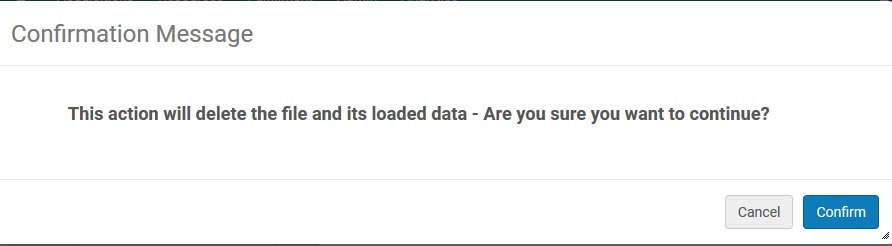 Confirmation Message
This action will delete the file and its loaded data - Are you sure you want to continue?
Cancel
Confirm